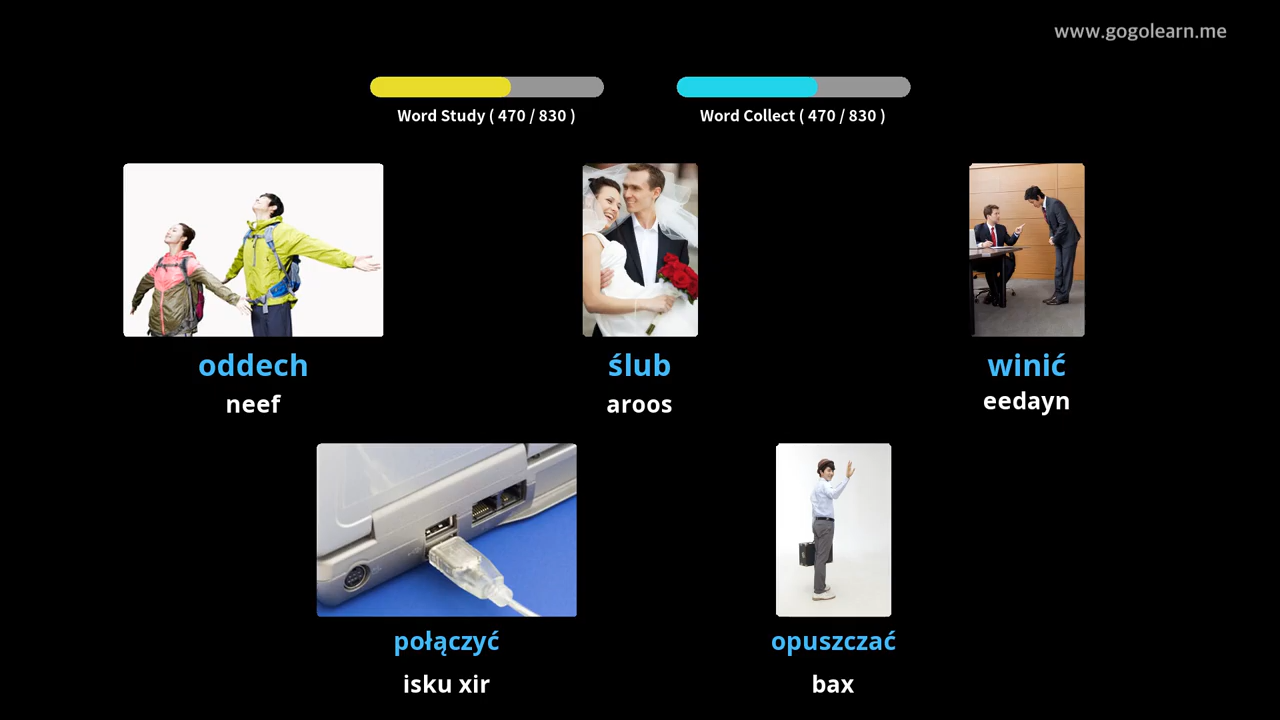 www.gogolearn.me
Word Study ( 470 / 830 )
Word Collect ( 470 / 830 )
oddech
ślub
winić
neef
aroos
eedayn
połączyć
opuszczać
isku xir
bax